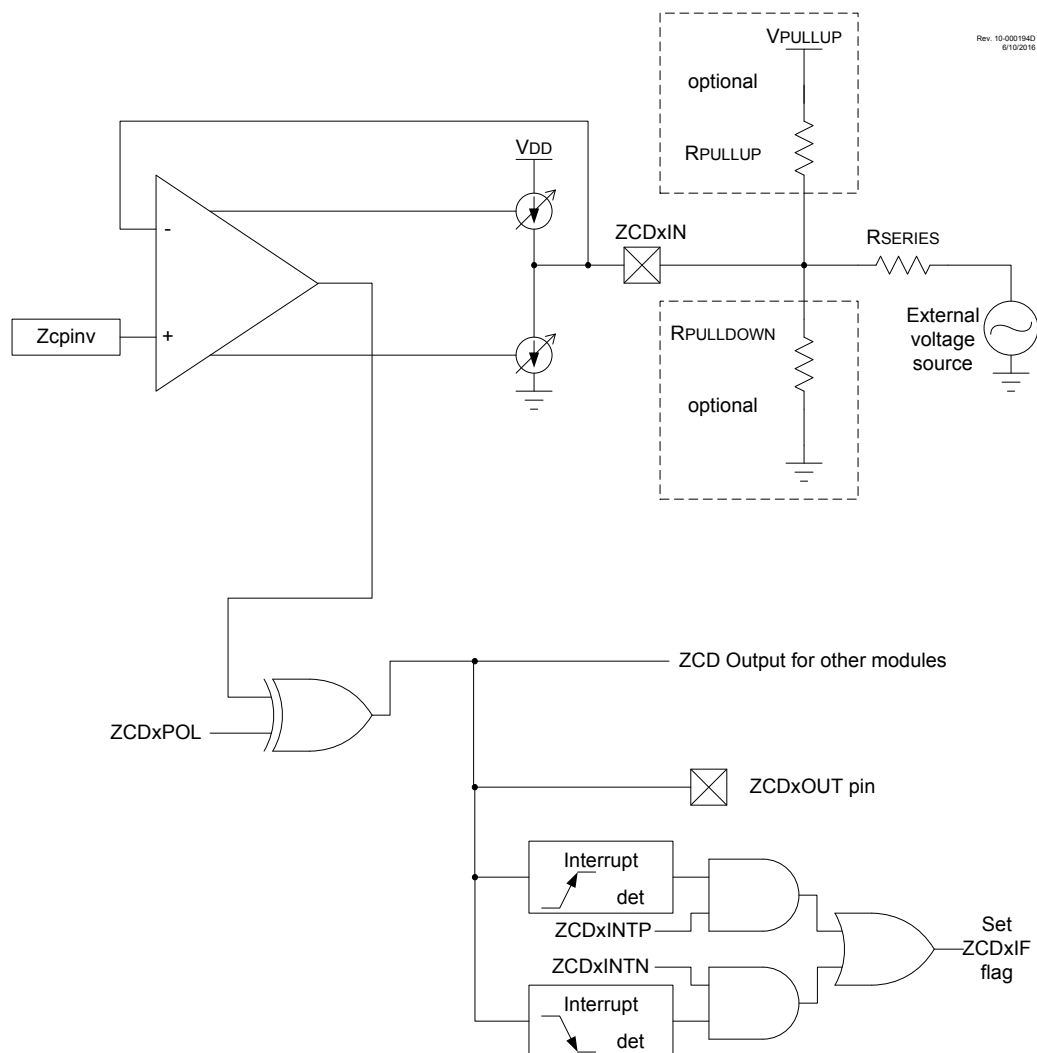 Rev. 10-000194D
6/10/2016
VPULLUP
optional
RPULLUP
VDD
-
ZCDxIN
RSERIES
Zcpinv
+
RPULLDOWN
optional
External
voltage
source
ZCDxPOL
ZCD Output for other modules
ZCDxOUT pin
Interrupt
det
ZCDxINTP
ZCDxINTN
Set
ZCDxIF
flag
Interrupt
det